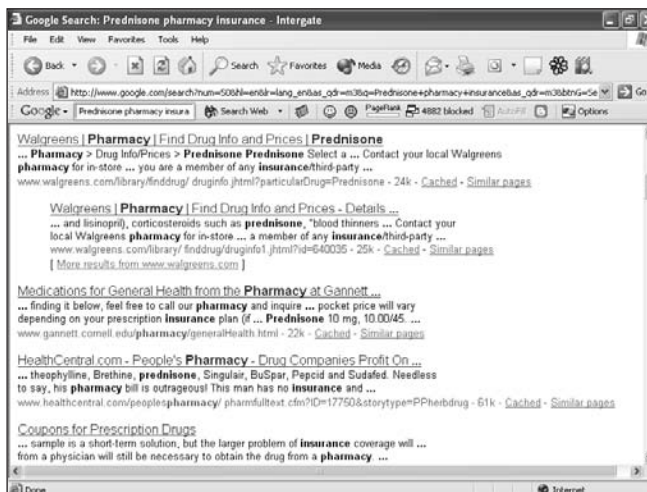 Google Search: Prednisone pharmacy insurance - Intergate
File Edit View Favorites Tools Help
Back Search Favorites Media
Address http://www.google.com/search?num=50&hl=en&lr=lang_en&as_qdr=m3&q=Prednisone+pharmacy+insurance&as_qdr=m3&btnG=Se Go
Google Prednisone pharmacy insura Search Web PageRank 4882 blocked AutoFill Options
Walgreens | Pharmacy | Find Drug Info and Prices | Prednisone
... Pharmacy > Drug Info/Prices > Prednisone Prednisone Select a ... Contact your local Walgreens
pharmacy for in-store ... you are a member of any insurance/third-party ...
www.walgreens.com/library/finddrug/ druginfo.jhtml?particularDrug=Prednisone - 24k - Cached - Similar pages
Walgreens | Pharmacy | Find Drug Info and Prices - Details ...
... and lisinopril), corticosteroids such as prednisone, "blood thinners ... Contact your
local Walgreens pharmacy for in-store ... a member of any insurance/third-party ...
www.walgreens.com/library/ finddrug/druginfo1.jhtml?id=640035 - 25k - Cached - Similar pages
[ More results from www.walgreens.com ]
Medications for General Health from the Pharmacy at Gannett ...
... finding it below, feel free to call our pharmacy and inquire ... pocket price will vary
depending on your prescription insurance plan (if ... Prednisone 10 mg, 10.00/45. ...
www.gannett.cornell.edu/pharmacy/generalHealth.html - 22k - Cached - Similar pages
HealthCentral.com - People's Pharmacy - Drug Companies Profit On ...
... theophylline, Brethine, prednisone, Singulair, BuSpar, Pepcid and Sudafed. Needless
to say, his pharmacy bill is outrageous! This man has no insurance and ...
www.healthcentral.com/peoplespharmacy/ pharmfulltext.cfm?ID=17750&storytype=PPherbdrug - 61k - Cached - Similar pages
Coupons for Prescription Drugs
... sample is a short-term solution, but the larger problem of insurance coverage will ...
from a physician will still be necessary to obtain the drug from a pharmacy. ...
Done Internet